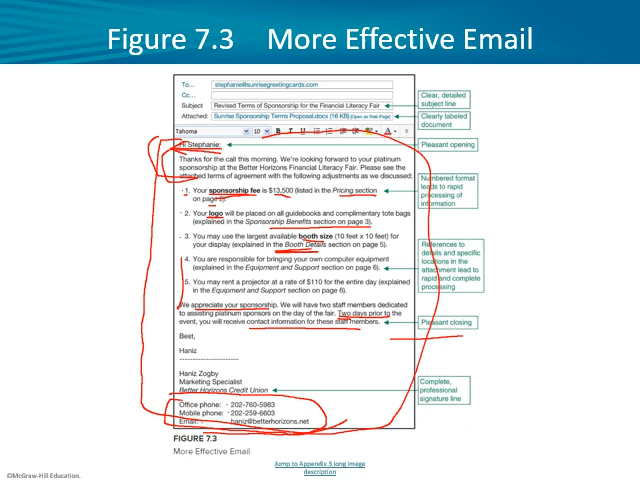 Figure 7.3 More Effective Email
To... stephanie@sunrisegreetingcards.com
Cc...
Subject Revised Terms of Sponsorship for the Financial Literacy Fair
Attached: Sunrise Sponsorship Terms Proposal.docx (16 KB) [Open as Web Page]
Tahoma 10 B I U A
Hi Stephanie:
Thanks for the call this morning. We're looking forward to your platinum
sponsorship at the Better Horizons Financial Literacy Fair. Please see the
attached terms of agreement with the following adjustments as we discussed:
1. Your sponsorship fee is $13,500 (listed in the Pricing section
on page 2).
2. Your logo will be placed on all guidebooks and complimentary tote bags
(explained in the Sponsorship Benefits section on page 3).
3. You may use the largest available booth size (10 feet x 10 feet) for
your display (explained in the Booth Details section on page 5).
4. You are responsible for bringing your own computer equipment
(explained in the Equipment and Support section on page 6).
5. You may rent a projector at a rate of $110 for the entire day (explained
in the Equipment and Support section on page 6).
We appreciate your sponsorship. We will have two staff members dedicated
to assisting platinum sponsors on the day of the fair. Two days prior to the
event, you will receive contact information for these staff members.
Best,
Haniz
----------------------
Haniz Zogby
Marketing Specialist
Better Horizons Credit Union
Office phone: 202-760-5983
Mobile phone: 202-259-6603
Email: haniz@betterhorizons.net
Clear, detailed
subject line
Clearly labeled
document
Pleasant opening
Numbered format
leads to rapid
processing of
information
References to
details and specific
locations in the
attachment lead to
rapid and complete
processing
Pleasant closing
Complete,
professional
signature line
FIGURE 7.3
More Effective Email
Jump to Appendix 3 long image
description
©McGraw-Hill Education.